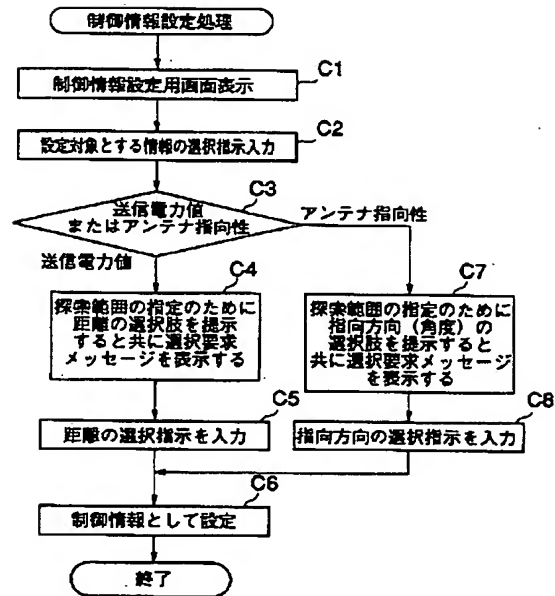 制御情報設定処理
C1
制御情報設定用画面表示
C2
設定対象とする情報の選択指示入力
C3
送信電力値
またはアンテナ指向性
アンテナ指向性
送信電力値
C4
探索範囲の指定のために
距離の選択肢を提示
すると共に選択要求
メッセージを表示する
C7
探索範囲の指定のために
指向方向(角度)の
選択肢を提示すると
共に選択要求メッセージ
を表示する
C5
距離の選択指示を入力
C8
指向方向の選択指示を入力
C6
制御情報として設定
終了